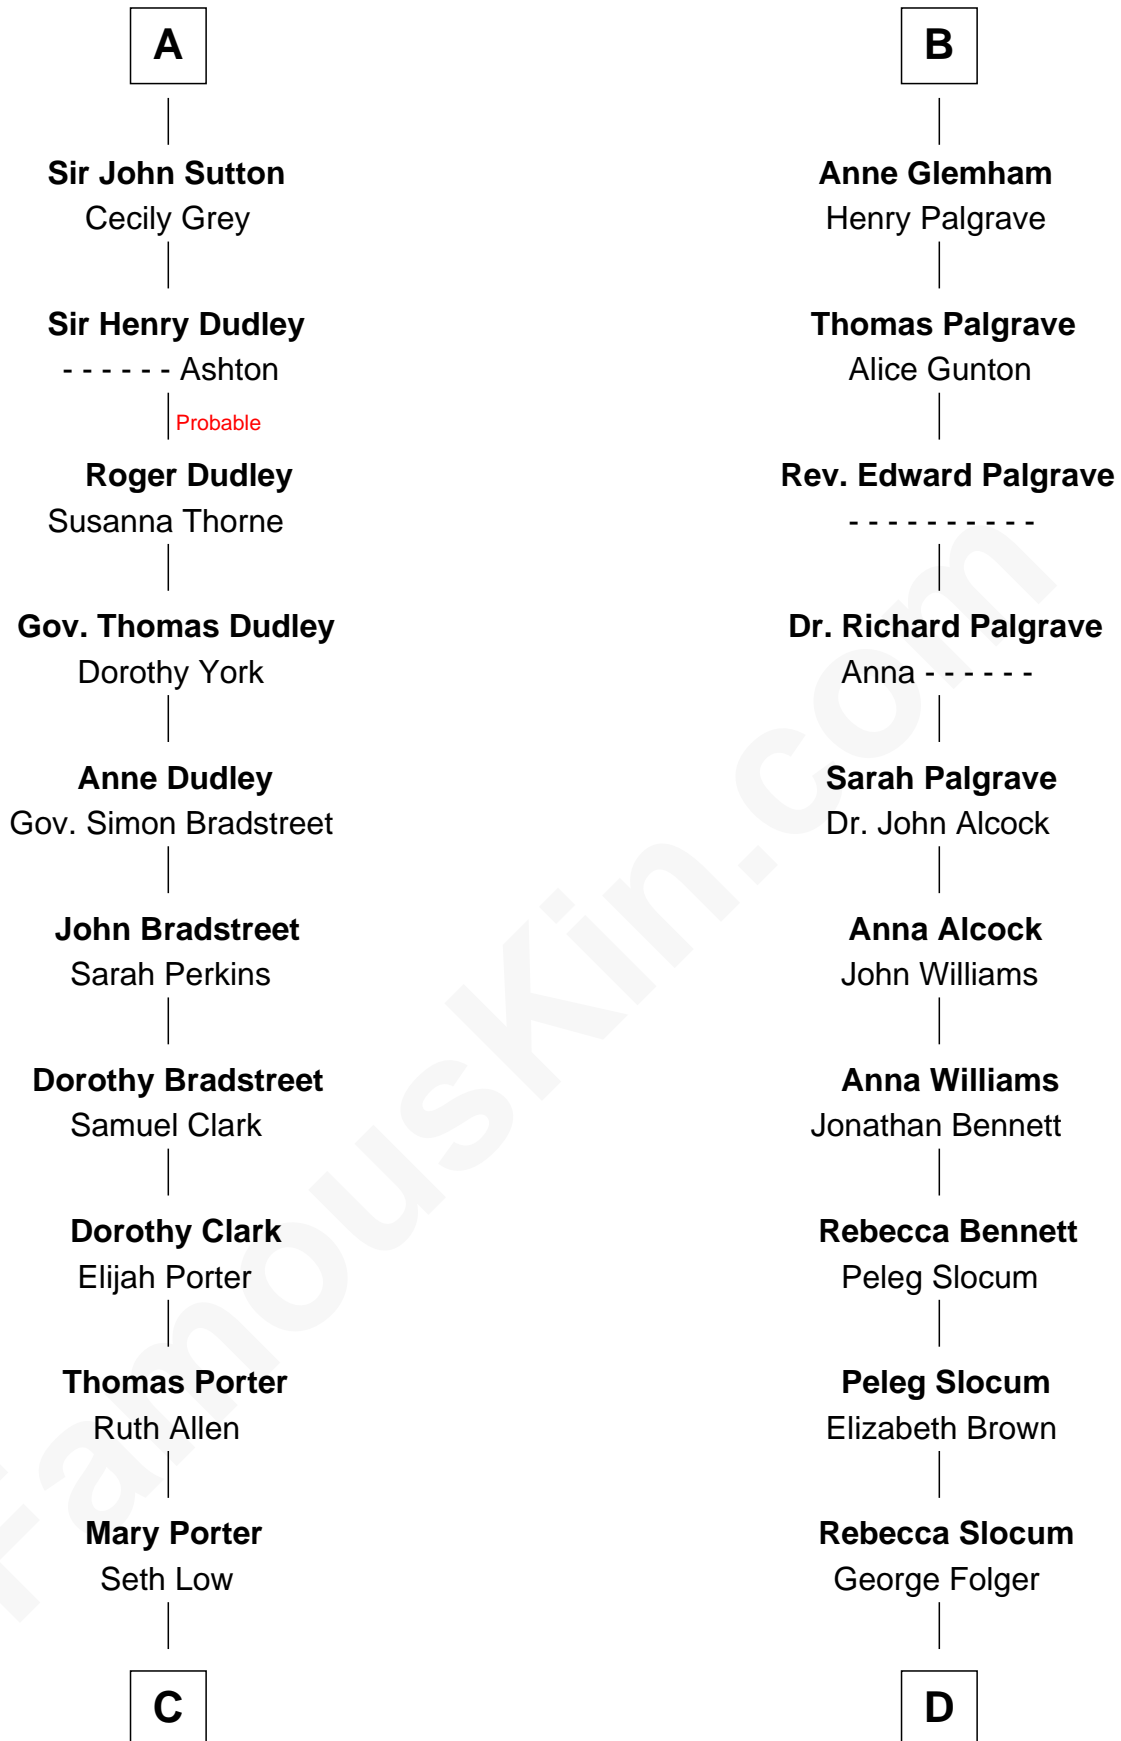 A
Sir John Sutton
Cecily Grey
Sir Henry Dudley
- - - - - - Ashton
Probable
Roger Dudley
Susanna Thorne
Gov. Thomas Dudley
Dorothy York
Anne Dudley
Gov. Simon Bradstreet
John Bradstreet
Sarah Perkins
Dorothy Bradstreet
Samuel Clark
Dorothy Clark
Elijah Porter
Thomas Porter
Ruth Allen
Mary Porter
Seth Low
C
B
Anne Glemham
Henry Palgrave
Thomas Palgrave
Alice Gunton
Rev. Edward Palgrave
- - - - - - - - - -
Dr. Richard Palgrave
Anna - - - - - -
Sarah Palgrave
Dr. John Alcock
Anna Alcock
John Williams
Anna Williams
Jonathan Bennett
Rebecca Bennett
Peleg Slocum
Peleg Slocum
Elizabeth Brown
Rebecca Slocum
George Folger
D
FamousKin.com